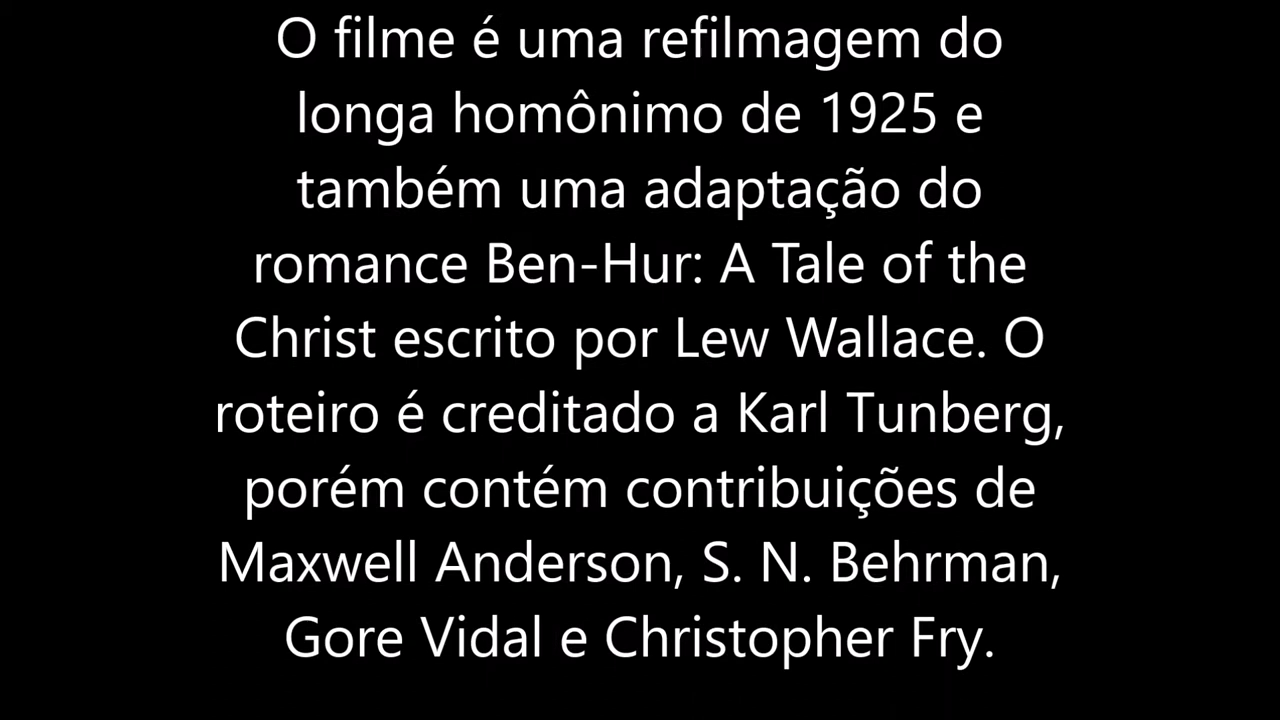 O filme é uma refilmagem do
longa homônimo de 1925 e
também uma adaptação do
romance Ben-Hur: A Tale of the
Christ escrito por Lew Wallace. O
roteiro é creditado a Karl Tunberg,
porém contém contribuições de
Maxwell Anderson, S. N. Behrman,
Gore Vidal e Christopher Fry.